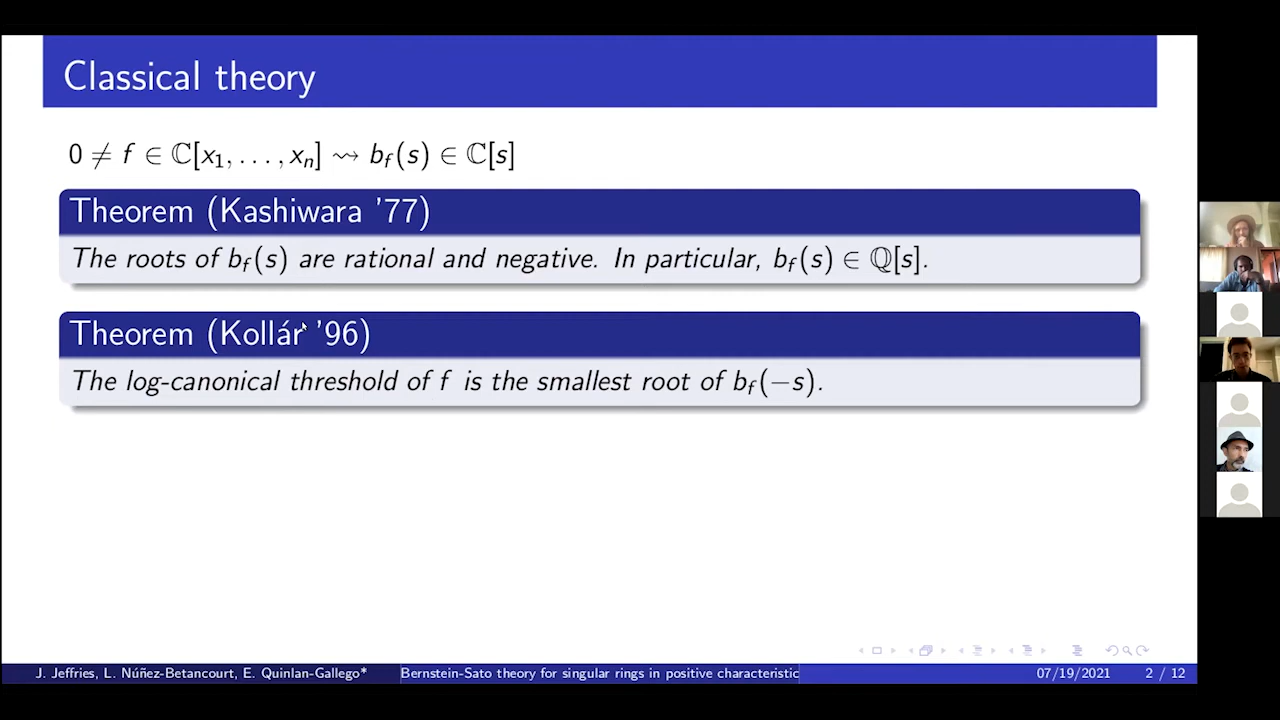 Classical theory
0 ≠ f ∈ ℂ[x₁, . . . , xₙ] ⇝ b_f(s) ∈ ℂ[s]
Theorem (Kashiwara ’77)
The roots of b_f(s) are rational and negative. In particular, b_f(s) ∈ ℚ[s].
Theorem (Kollár ’96)
The log-canonical threshold of f is the smallest root of b_f(−s).
J. Jeffries, L. Núñez-Betancourt, E. Quinlan-Gallego* Bernstein-Sato theory for singular rings in positive characteristic 07/19/2021 2 / 12